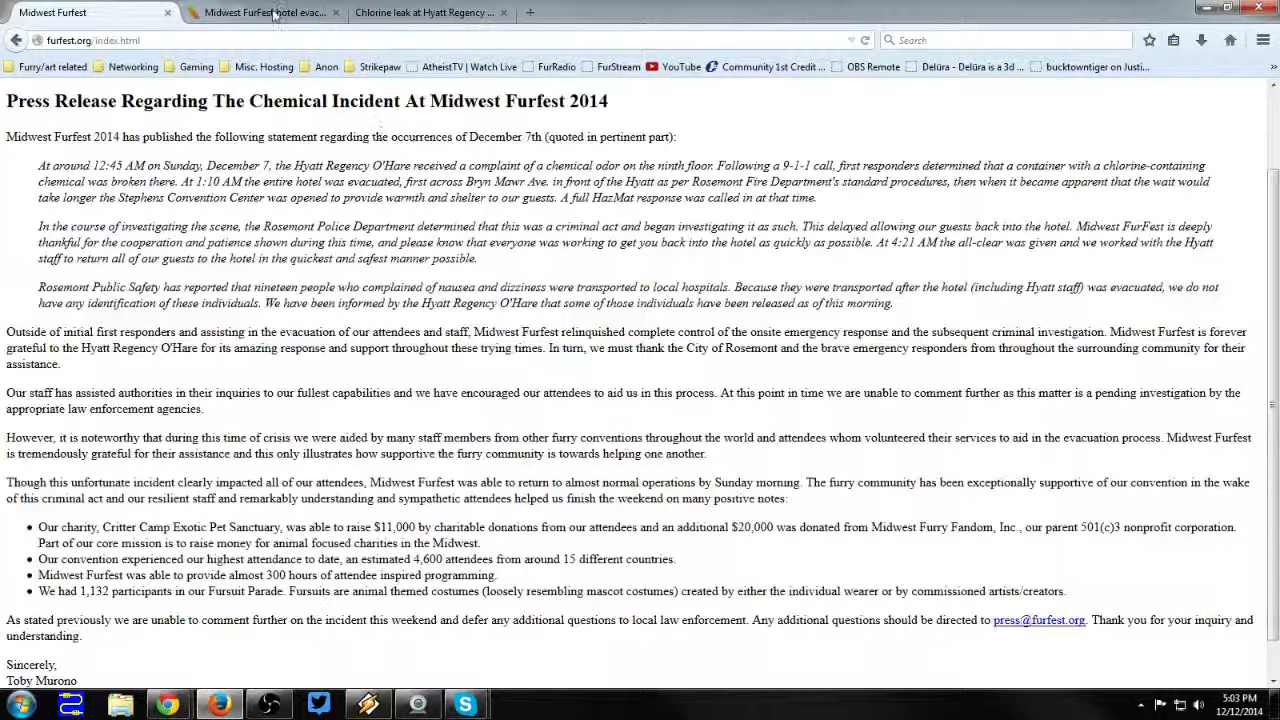 Midwest FurFest
Midwest FurFest hotel evac...
Chlorine leak at Hyatt Regency ...
furfest.org/index.html
Search
Furry/art related
Networking
Gaming
Misc. Hosting
Anon
Strikepaw
AtheistTV | Watch Live
FurRadio
FurStream
YouTube
Community 1st Credit ...
OBS Remote
Delúra - Delúra is a 3d ...
bucktowntiger on Justi...
Press Release Regarding The Chemical Incident At Midwest Furfest 2014
Midwest Furfest 2014 has published the following statement regarding the occurrences of December 7th (quoted in pertinent part):
At around 12:45 AM on Sunday, December 7, the Hyatt Regency O'Hare received a complaint of a chemical odor on the ninth floor. Following a 9-1-1 call, first responders determined that a container with a chlorine-containing
chemical was broken there. At 1:10 AM the entire hotel was evacuated, first across Bryn Mawr Ave. in front of the Hyatt as per Rosemont Fire Department's standard procedures, then when it became apparent that the wait would
take longer the Stephens Convention Center was opened to provide warmth and shelter to our guests. A full HazMat response was called in at that time.
In the course of investigating the scene, the Rosemont Police Department determined that this was a criminal act and began investigating it as such. This delayed allowing our guests back into the hotel. Midwest FurFest is deeply
thankful for the cooperation and patience shown during this time, and please know that everyone was working to get you back into the hotel as quickly as possible. At 4:21 AM the all-clear was given and we worked with the Hyatt
staff to return all of our guests to the hotel in the quickest and safest manner possible.
Rosemont Public Safety has reported that nineteen people who complained of nausea and dizziness were transported to local hospitals. Because they were transported after the hotel (including Hyatt staff) was evacuated, we do not
have any identification of these individuals. We have been informed by the Hyatt Regency O'Hare that some of those individuals have been released as of this morning.
Outside of initial first responders and assisting in the evacuation of our attendees and staff, Midwest Furfest relinquished complete control of the onsite emergency response and the subsequent criminal investigation. Midwest Furfest is forever
grateful to the Hyatt Regency O'Hare for its amazing response and support throughout these trying times. In turn, we must thank the City of Rosemont and the brave emergency responders from throughout the surrounding community for their
assistance.
Our staff has assisted authorities in their inquiries to our fullest capabilities and we have encouraged our attendees to aid us in this process. At this point in time we are unable to comment further as this matter is a pending investigation by the
appropriate law enforcement agencies.
However, it is noteworthy that during this time of crisis we were aided by many staff members from other furry conventions throughout the world and attendees whom volunteered their services to aid in the evacuation process. Midwest Furfest
is tremendously grateful for their assistance and this only illustrates how supportive the furry community is towards helping one another.
Though this unfortunate incident clearly impacted all of our attendees, Midwest Furfest was able to return to almost normal operations by Sunday morning. The furry community has been exceptionally supportive of our convention in the wake
of this criminal act and our resilient staff and remarkably understanding and sympathetic attendees helped us finish the weekend on many positive notes:
Our charity, Critter Camp Exotic Pet Sanctuary, was able to raise $11,000 by charitable donations from our attendees and an additional $20,000 was donated from Midwest Furry Fandom, Inc., our parent 501(c)3 nonprofit corporation.
Part of our core mission is to raise money for animal focused charities in the Midwest.
Our convention experienced our highest attendance to date, an estimated 4,600 attendees from around 15 different countries.
Midwest Furfest was able to provide almost 300 hours of attendee inspired programming.
We had 1,132 participants in our Fursuit Parade. Fursuits are animal themed costumes (loosely resembling mascot costumes) created by either the individual wearer or by commissioned artists/creators.
As stated previously we are unable to comment further on the incident this weekend and defer any additional questions to local law enforcement. Any additional questions should be directed to press@furfest.org. Thank you for your inquiry and
understanding.
Sincerely,
Toby Murono
5:03 PM
12/12/2014